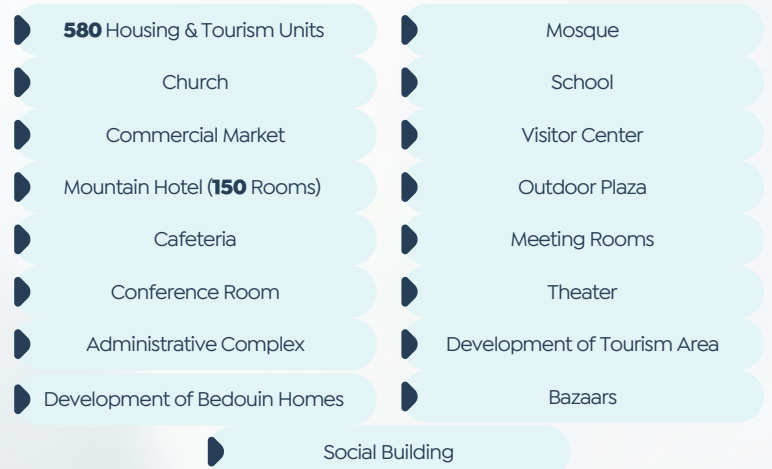 580 Housing & Tourism Units
Mosque
Church
School
Commercial Market
Visitor Center
Mountain Hotel (150 Rooms)
Outdoor Plaza
Cafeteria
Meeting Rooms
Conference Room
Theater
Administrative Complex
Development of Tourism Area
Development of Bedouin Homes
Bazaars
Social Building